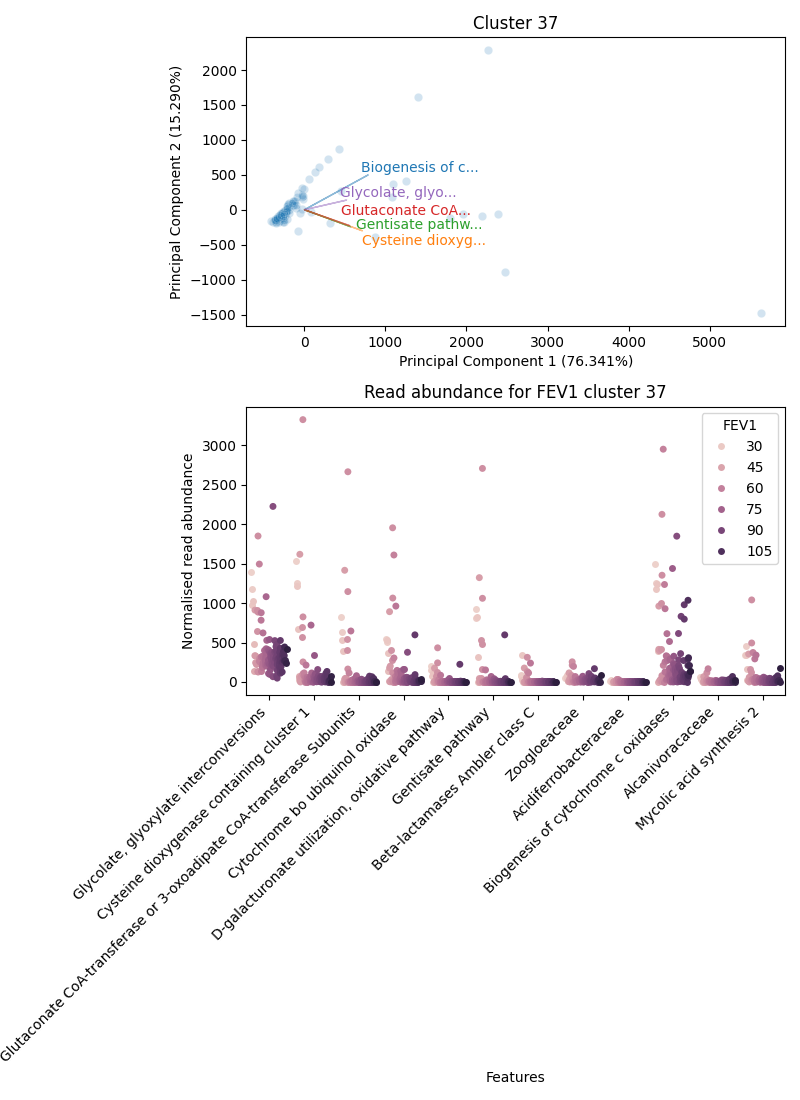 Cluster 37
Principal Component 2 (15.290%)
2000
1500
1000
500
0
−500
−1000
−1500
Biogenesis of c...
Glycolate, glyo...
Glutaconate CoA...
Gentisate pathw...
Cysteine dioxyg...
0 1000 2000 3000 4000 5000
Principal Component 1 (76.341%)
Read abundance for FEV1 cluster 37
Normalised read abundance
3000
2500
2000
1500
1000
500
0
FEV1
30
45
60
75
90
105
Glycolate, glyoxylate interconversions
Cysteine dioxygenase containing cluster 1
Glutaconate CoA-transferase or 3-oxoadipate CoA-transferase Subunits
Cytochrome bo ubiquinol oxidase
D-galacturonate utilization, oxidative pathway
Gentisate pathway
Beta-lactamases Ambler class C
Zoogloeaceae
Acidiferrobacteraceae
Biogenesis of cytochrome c oxidases
Alcanivoracaceae
Mycolic acid synthesis 2
Features